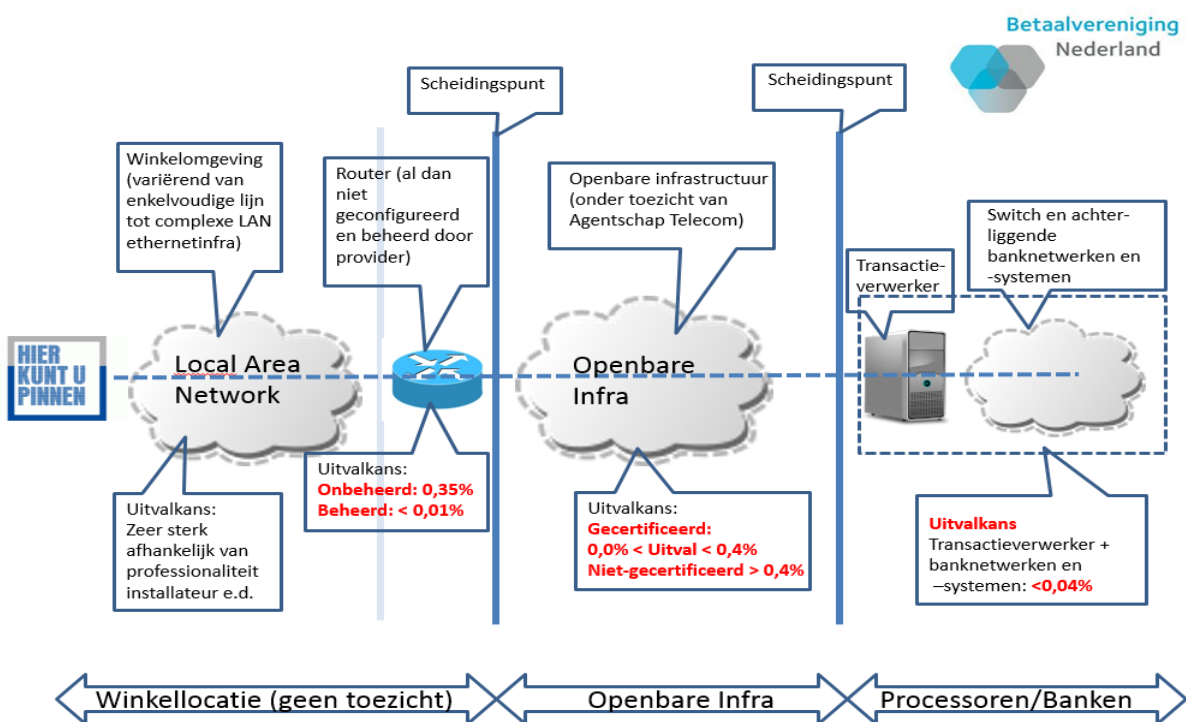 Betaalvereniging
Nederland
Scheidingspunt
Scheidingspunt
Winkelomgeving
(variërend van
enkelvoudige lijn
tot complexe LAN
ethernetinfra)
Router (al dan
niet
geconfigureerd
en beheerd door
provider)
Openbare infrastructuur
(onder toezicht van
Agentschap Telecom)
Transactie-
verwerker
Switch en achter-
liggende
banknetwerken en
-systemen
HIER
KUNT U
PINNEN
Local Area
Network
Openbare
Infra
Uitvalkans:
Zeer sterk
afhankelijk van
professionaliteit
installateur e.d.
Uitvalkans:
Onbeheerd: 0,35%
Beheerd: < 0,01%
Uitvalkans:
Gecertificeerd:
0,0% < Uitval < 0,4%
Niet-gecertificeerd > 0,4%
Uitvalkans
Transactieverwerker +
banknetwerken en
–systemen: <0,04%
Winkellocatie (geen toezicht)
Openbare Infra
Processoren/Banken